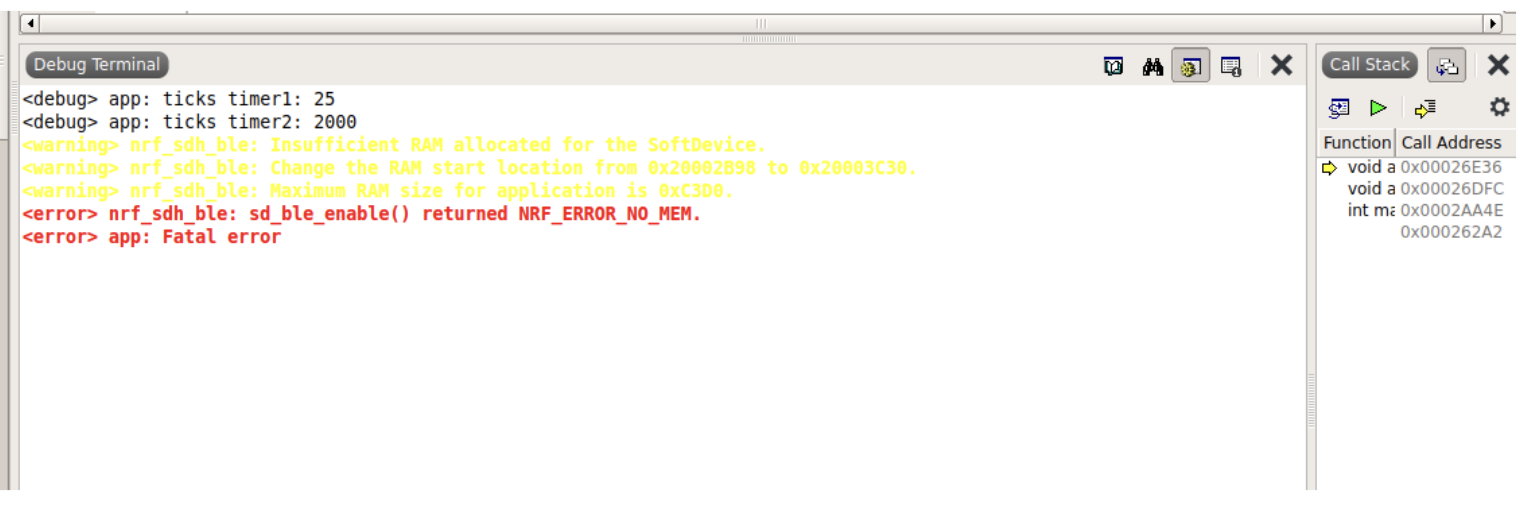 Debug Terminal
<debug> app: ticks timer1: 25
<debug> app: ticks timer2: 2000
<warning> nrf_sdh_ble: Insufficient RAM allocated for the SoftDevice.
<warning> nrf_sdh_ble: Change the RAM start location from 0x20002B98 to 0x20003C30.
<warning> nrf_sdh_ble: Maximum RAM size for application is 0xC3D0.
<error> nrf_sdh_ble: sd_ble_enable() returned NRF_ERROR_NO_MEM.
<error> app: Fatal error
Call Stack
Function Call Address
void a 0x00026E36
void a 0x00026DFC
int ma 0x0002AA4E
0x000262A2